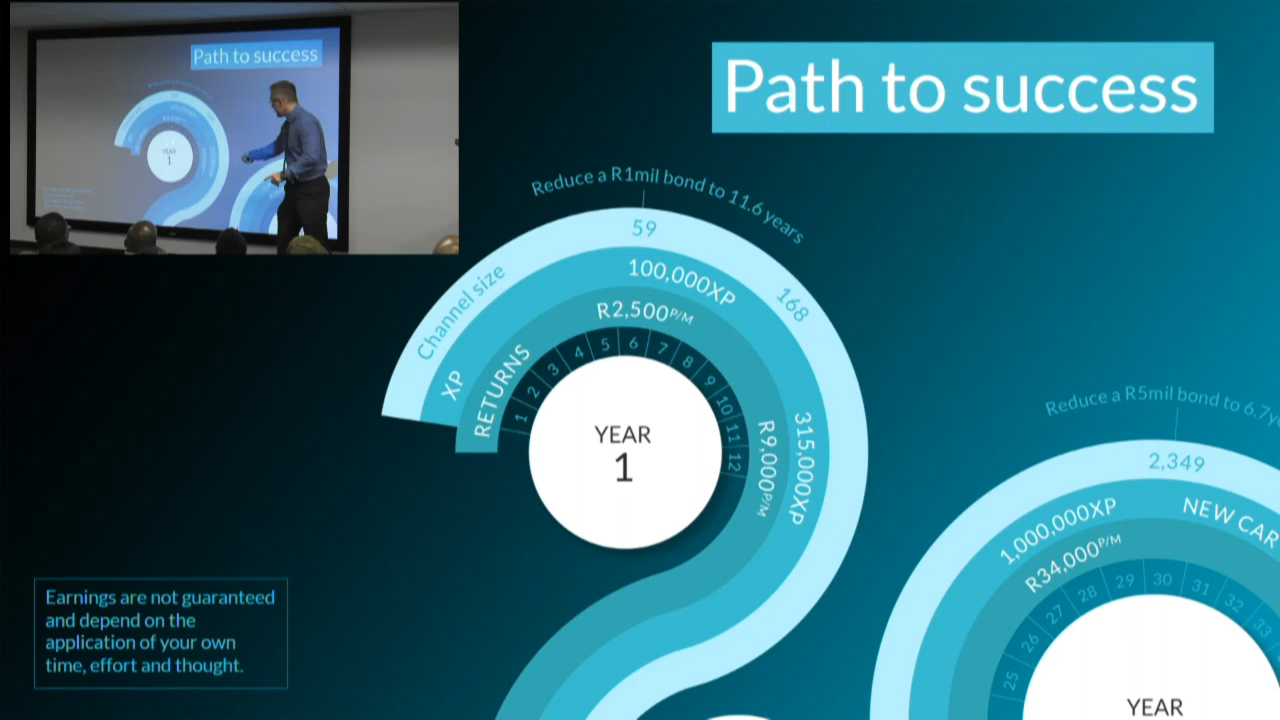 Path to success
Path to success
YEAR
1
Reduce a R1mil bond to 11.6 years
59
168
Channel size
100,000XP
315,000XP
XP
R2,500P/M
R9,000P/M
RETURNS
1 2 3 4 5 6 7 8 9 10 11 12
YEAR
1
Reduce a R5mil bond to 6.7y
2,349
1,000,000XP
NEW CAR
R34,000P/M
25 26 27 28 29 30 31 32 33
YEAR
Earnings are not guaranteed
and depend on the
application of your own
time, effort and thought.